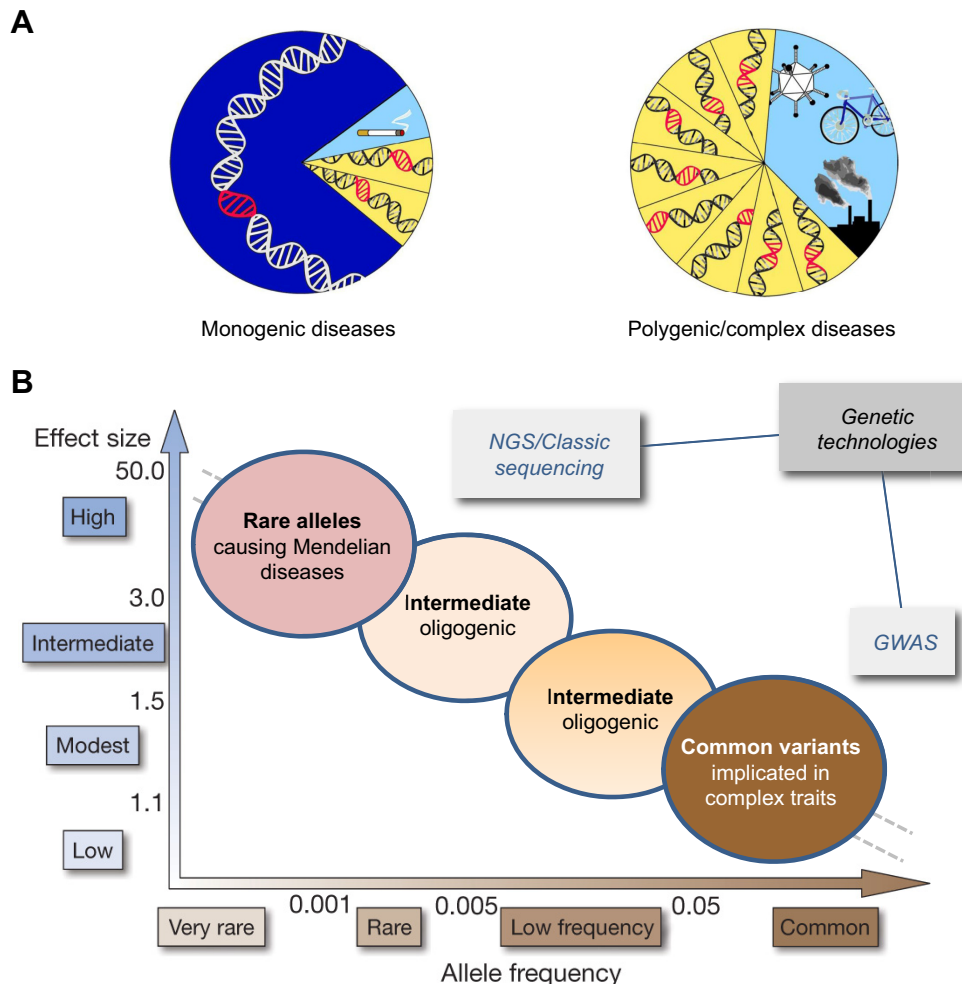 A
Monogenic diseases
Polygenic/complex diseases
B
Effect size
50.0
High
3.0
Intermediate
1.5
Modest
1.1
Low
NGS/Classic
sequencing
Genetic
technologies
GWAS
Rare alleles
causing Mendelian
diseases
Intermediate
oligogenic
Intermediate
oligogenic
Common variants
implicated in
complex traits
0.001
0.005
0.05
Very rare
Rare
Low frequency
Common
Allele frequency